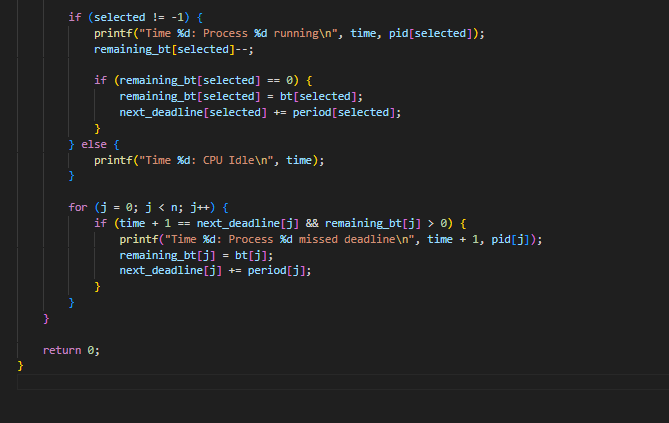 if (selected != -1) {
printf("Time %d: Process %d running\n", time, pid[selected]);
remaining_bt[selected]--;
if (remaining_bt[selected] == 0) {
remaining_bt[selected] = bt[selected];
next_deadline[selected] += period[selected];
}
} else {
printf("Time %d: CPU Idle\n", time);
}
for (j = 0; j < n; j++) {
if (time + 1 == next_deadline[j] && remaining_bt[j] > 0) {
printf("Time %d: Process %d missed deadline\n", time + 1, pid[j]);
remaining_bt[j] = bt[j];
next_deadline[j] += period[j];
}
}
}
return 0;
}